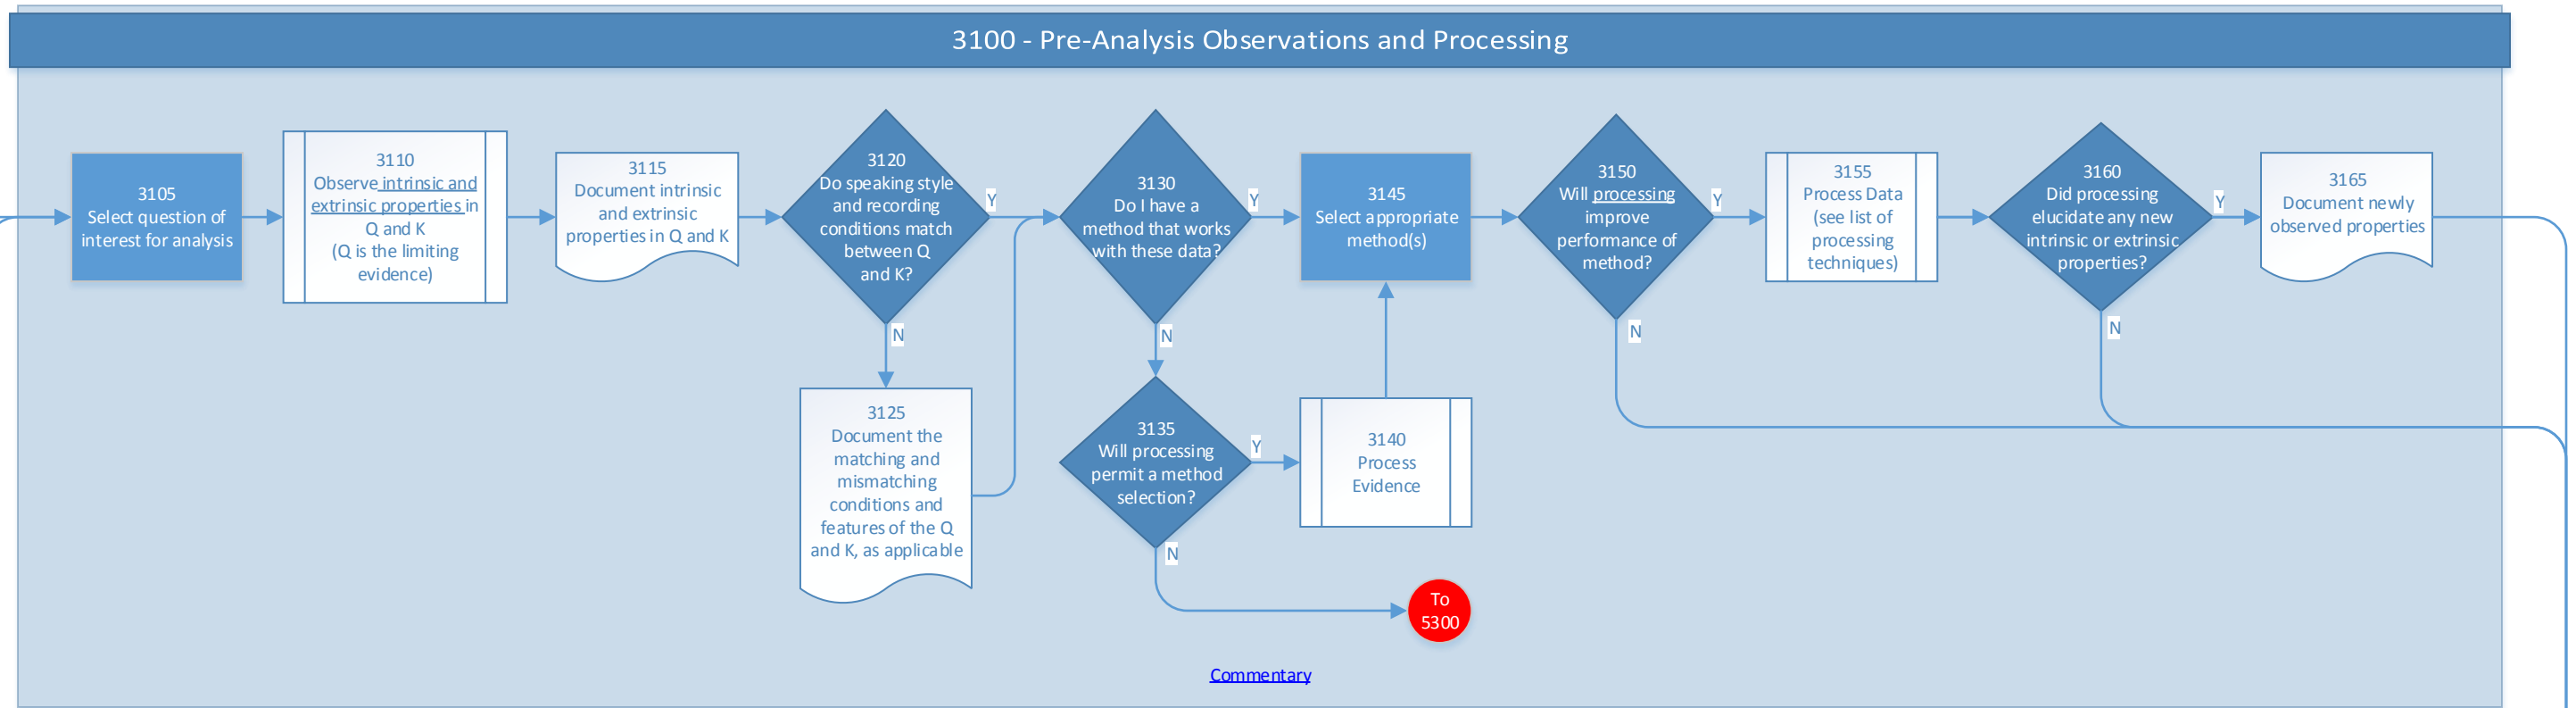 3100 - Pre-Analysis Observations and Processing
3105
Select question of
interest for analysis
3110
Observe intrinsic and
extrinsic properties in
Q and K
(Q is the limiting
evidence)
3115
Document intrinsic
and extrinsic
properties in Q and K
3120
Do speaking style
and recording
conditions match
between Q
and K?
Y
N
3125
Document the
matching and
mismatching
conditions and
features of the Q
and K, as applicable
3130
Do I have a
method that works
with these data?
Y
N
3135
Will processing
permit a method
selection?
Y
N
3140
Process
Evidence
To
5300
3145
Select appropriate
method(s)
3150
Will processing
improve
performance of
method?
Y
N
3155
Process Data
(see list of
processing
techniques)
3160
Did processing
elucidate any new
intrinsic or extrinsic
properties?
Y
N
3165
Document newly
observed properties
Commentary